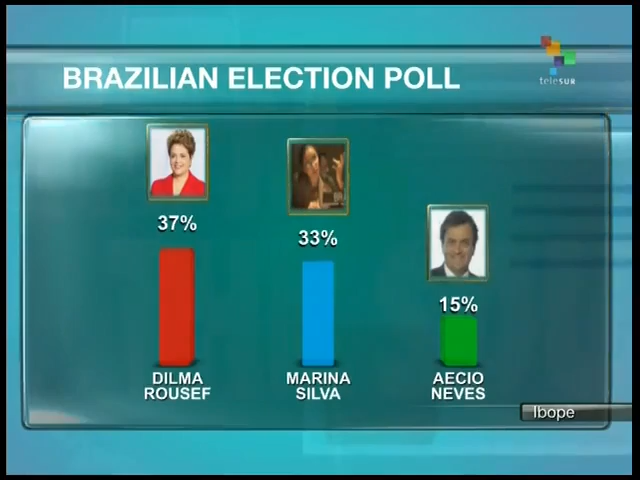 BRAZILIAN ELECTION POLL
teleSUR
37%
33%
15%
DILMA
ROUSEF
MARINA
SILVA
AECIO
NEVES
Ibope